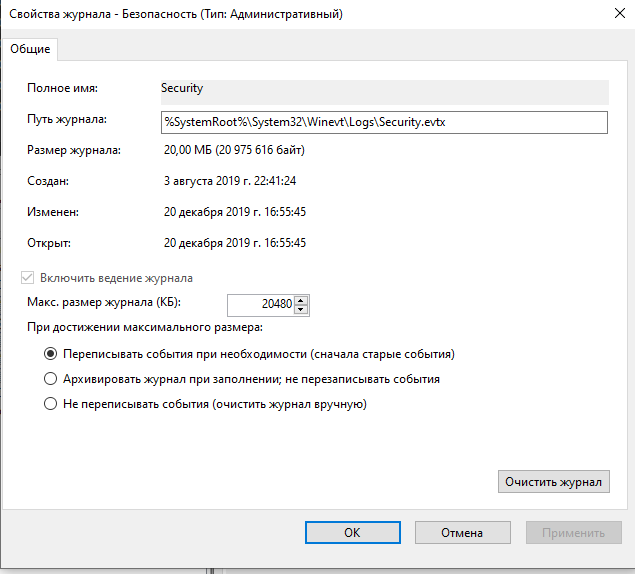 Свойства журнала - Безопасность (Тип: Административный)
Общие
Полное имя: Security
Путь журнала: %SystemRoot%\System32\Winevt\Logs\Security.evtx
Размер журнала: 20,00 МБ (20 975 616 байт)
Создан: 3 августа 2019 г. 22:41:24
Изменен: 20 декабря 2019 г. 16:55:45
Открыт: 20 декабря 2019 г. 16:55:45
Включить ведение журнала
Макс. размер журнала (КБ): 20480
При достижении максимального размера:
Переписывать события при необходимости (сначала старые события)
Архивировать журнал при заполнении; не перезаписывать события
Не переписывать события (очистить журнал вручную)
Очистить журнал
ОК Отмена Применить